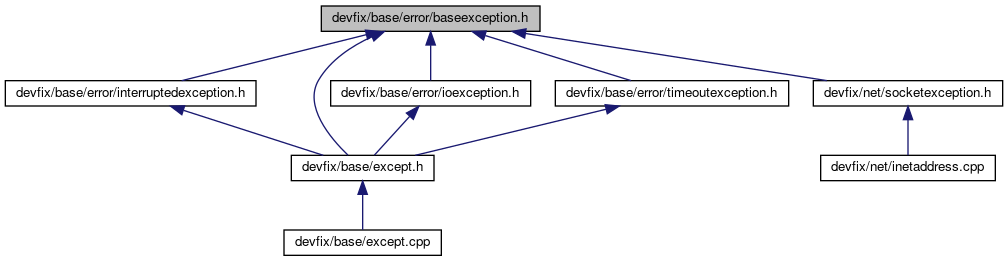 devfix/base/error/baseexception.h
devfix/base/error/interruptedexception.h
devfix/base/error/ioexception.h
devfix/base/error/timeoutexception.h
devfix/net/socketexception.h
devfix/base/except.h
devfix/net/inetaddress.cpp
devfix/base/except.cpp